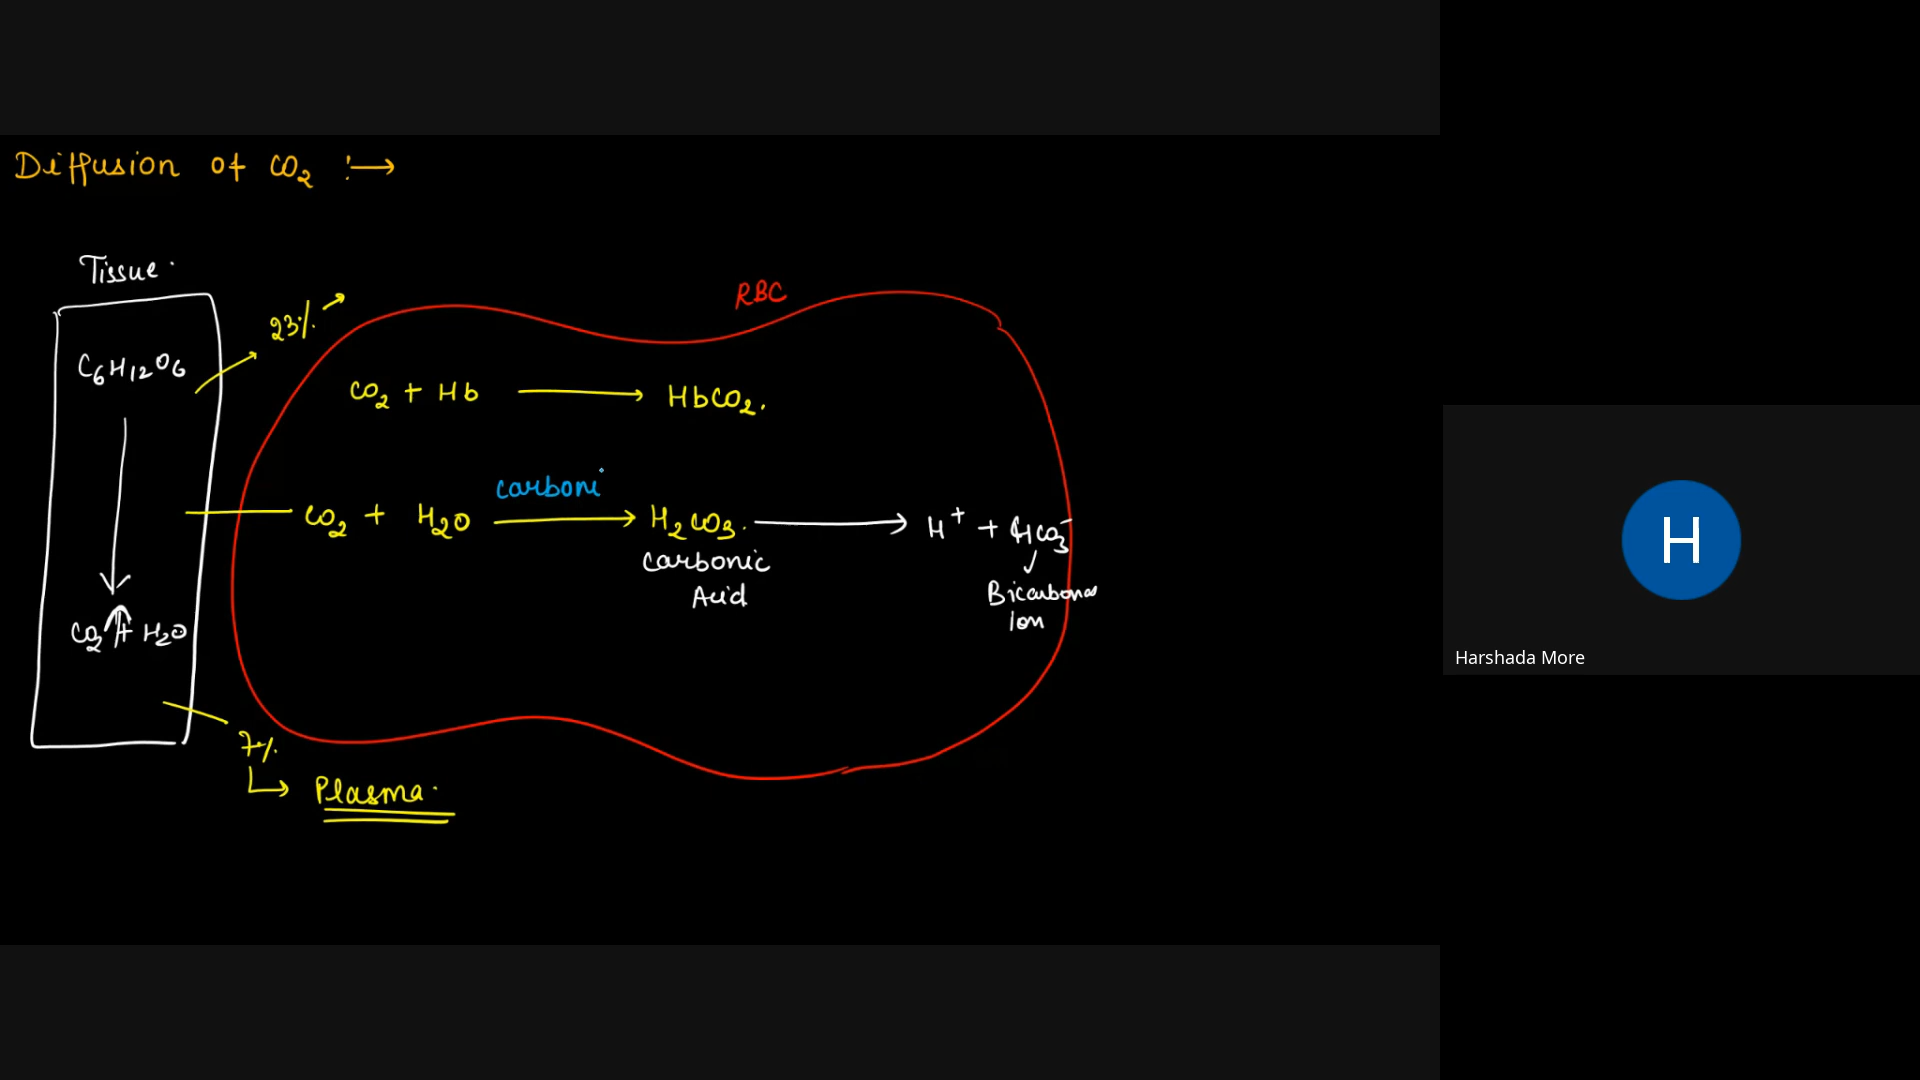 Diffusion of CO2 :→
Tissue.
RBC
23%. →
C6H12O6
CO2 + Hb → HbCO2.
carboni
CO2 + H2O → H2CO3. → H+ + HCO3-
Carbonic
Acid
Bicarbona
Ion
CO2↑ + H2O
7%.
Plasma.
H
Harshada More